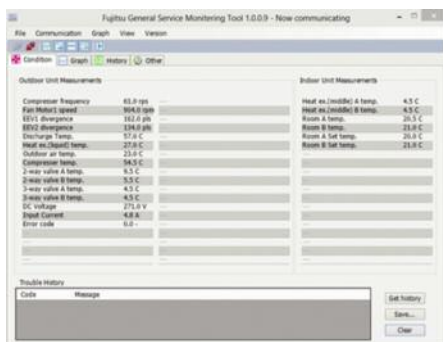 Fujitsu General Service Monitering Tool 1.0.0.9 - Now communicating
File Communication Graph View Version
Condition Graph History Other
Outdoor Unit Measurements
Indoor Unit Measurements
Compresser frequency 61.0 rps
Fan Motor1 speed 904.0 rpm
EEV1 divergence 162.0 pls
EEV2 divergence 134.0 pls
Discharge Temp. 57.0 C
Heat ex.(liquid) temp. 27.0 C
Outdoor air temp. 23.0 C
Compresser temp. 54.5 C
2-way valve A temp. 9.5 C
2-way valve B temp. 5.5 C
3-way valve A temp. 4.5 C
3-way valve B temp. 4.5 C
DC Voltage 271.0 V
Input Current 4.8 A
Error code 0.0 -
Heat ex.(middle) A temp. 4.5 C
Heat ex.(middle) B temp. 4.5 C
Room A temp. 20.5 C
Room B temp. 21.0 C
Room A Set temp. 20.0 C
Room B Set temp. 21.0 C
Trouble History
Code Message
Get history
Save...
Clear